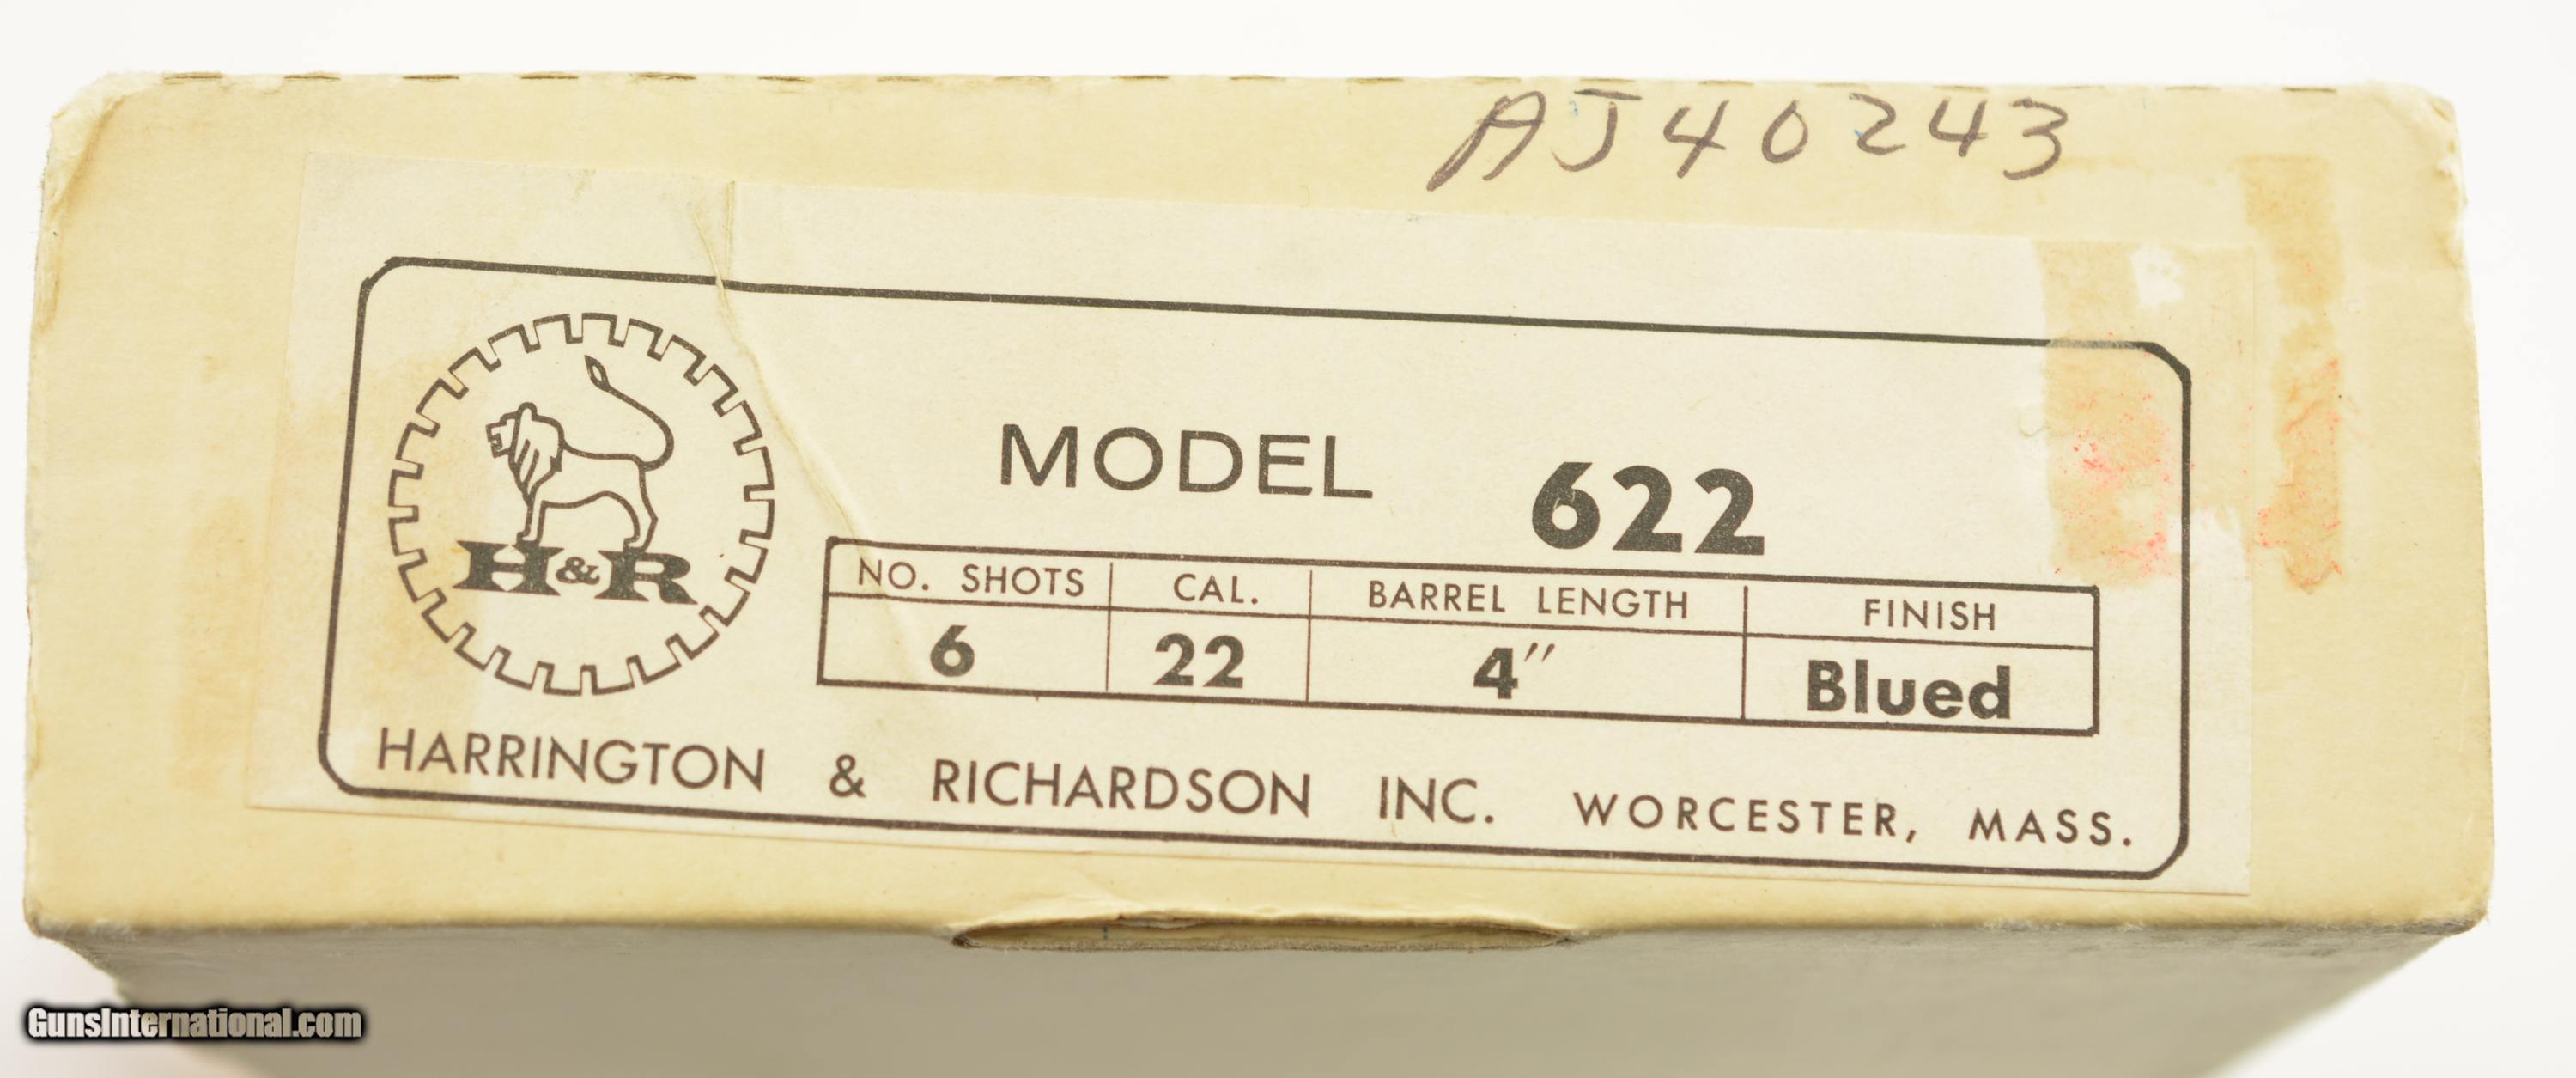 AJ40243
MODEL 622
H&R
NO. SHOTS CAL. BARREL LENGTH FINISH
6 22 4" Blued
HARRINGTON & RICHARDSON INC. WORCESTER, MASS.
GunsInternational.com